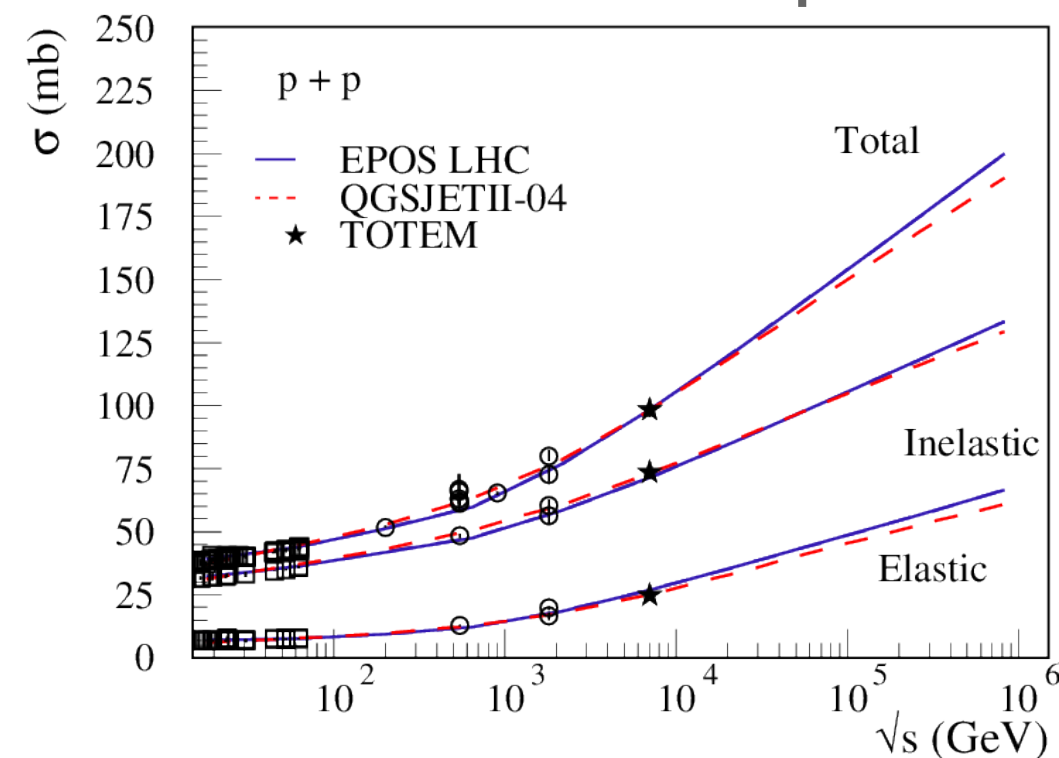 σ (mb)
250
225
200
175
150
125
100
75
50
25
0
p + p
EPOS LHC
QGSJETII-04
TOTEM
Total
Inelastic
Elastic
10² 10³ 10⁴ 10⁵ 10⁶
√s (GeV)